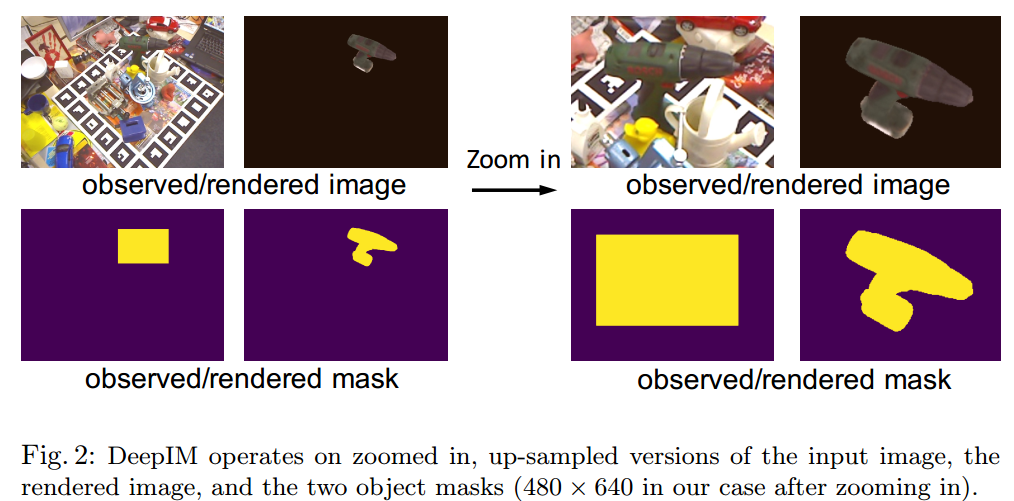 Zoom in
observed/rendered image
observed/rendered image
observed/rendered mask
observed/rendered mask
Fig. 2: DeepIM operates on zoomed in, up-sampled versions of the input image, the
rendered image, and the two object masks (480 × 640 in our case after zooming in).